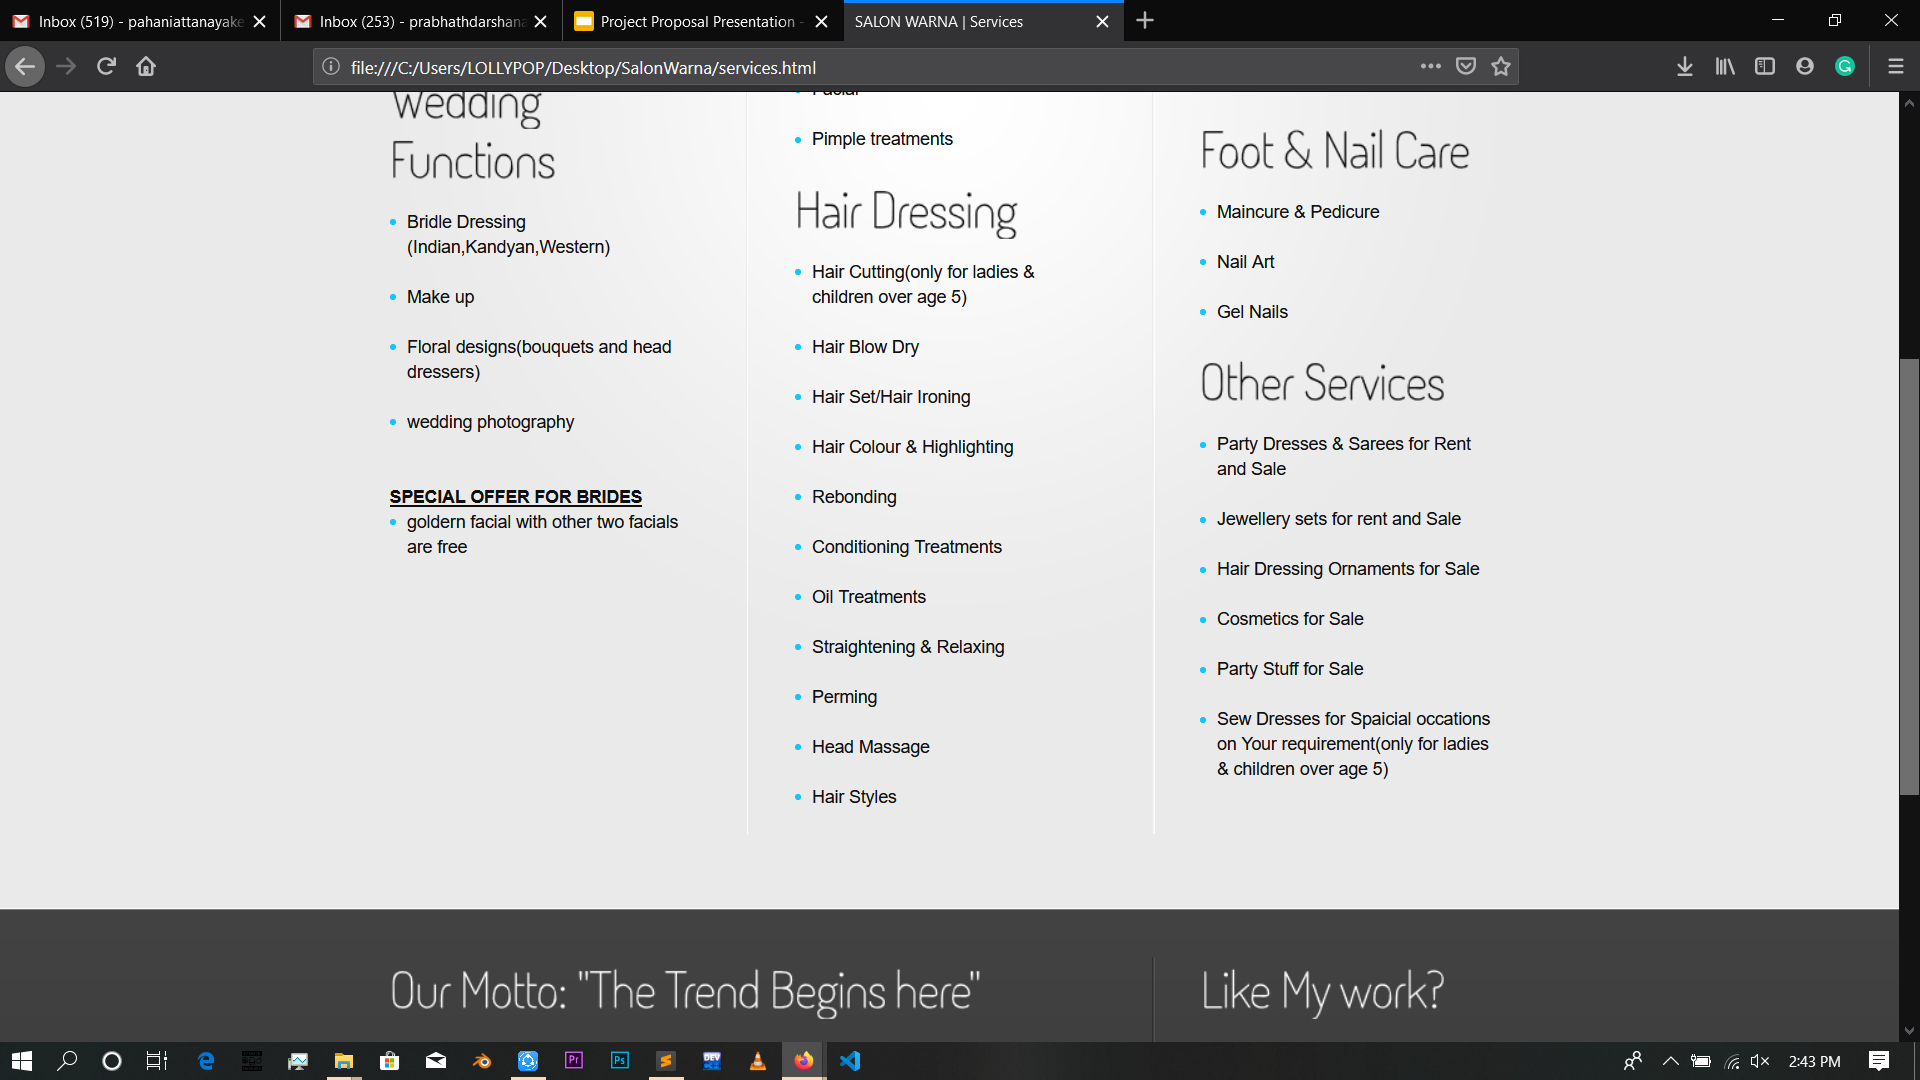 Inbox (519) - pahaniattanayake
Inbox (253) - prabhathdarshana
Project Proposal Presentation -
SALON WARNA | Services
file:///C:/Users/LOLLYPOP/Desktop/SalonWarna/services.html
Wedding
Functions
Bridle Dressing
(Indian,Kandyan,Western)
Make up
Floral designs(bouquets and head
dressers)
wedding photography
SPECIAL OFFER FOR BRIDES
goldern facial with other two facials
are free
Facial
Pimple treatments
Hair Dressing
Hair Cutting(only for ladies &
children over age 5)
Hair Blow Dry
Hair Set/Hair Ironing
Hair Colour & Highlighting
Rebonding
Conditioning Treatments
Oil Treatments
Straightening & Relaxing
Perming
Head Massage
Hair Styles
Foot & Nail Care
Maincure & Pedicure
Nail Art
Gel Nails
Other Services
Party Dresses & Sarees for Rent
and Sale
Jewellery sets for rent and Sale
Hair Dressing Ornaments for Sale
Cosmetics for Sale
Party Stuff for Sale
Sew Dresses for Spaicial occations
on Your requirement(only for ladies
& children over age 5)
Our Motto: "The Trend Begins here"
Like My work?
Pr
Ps
DEV
2:43 PM